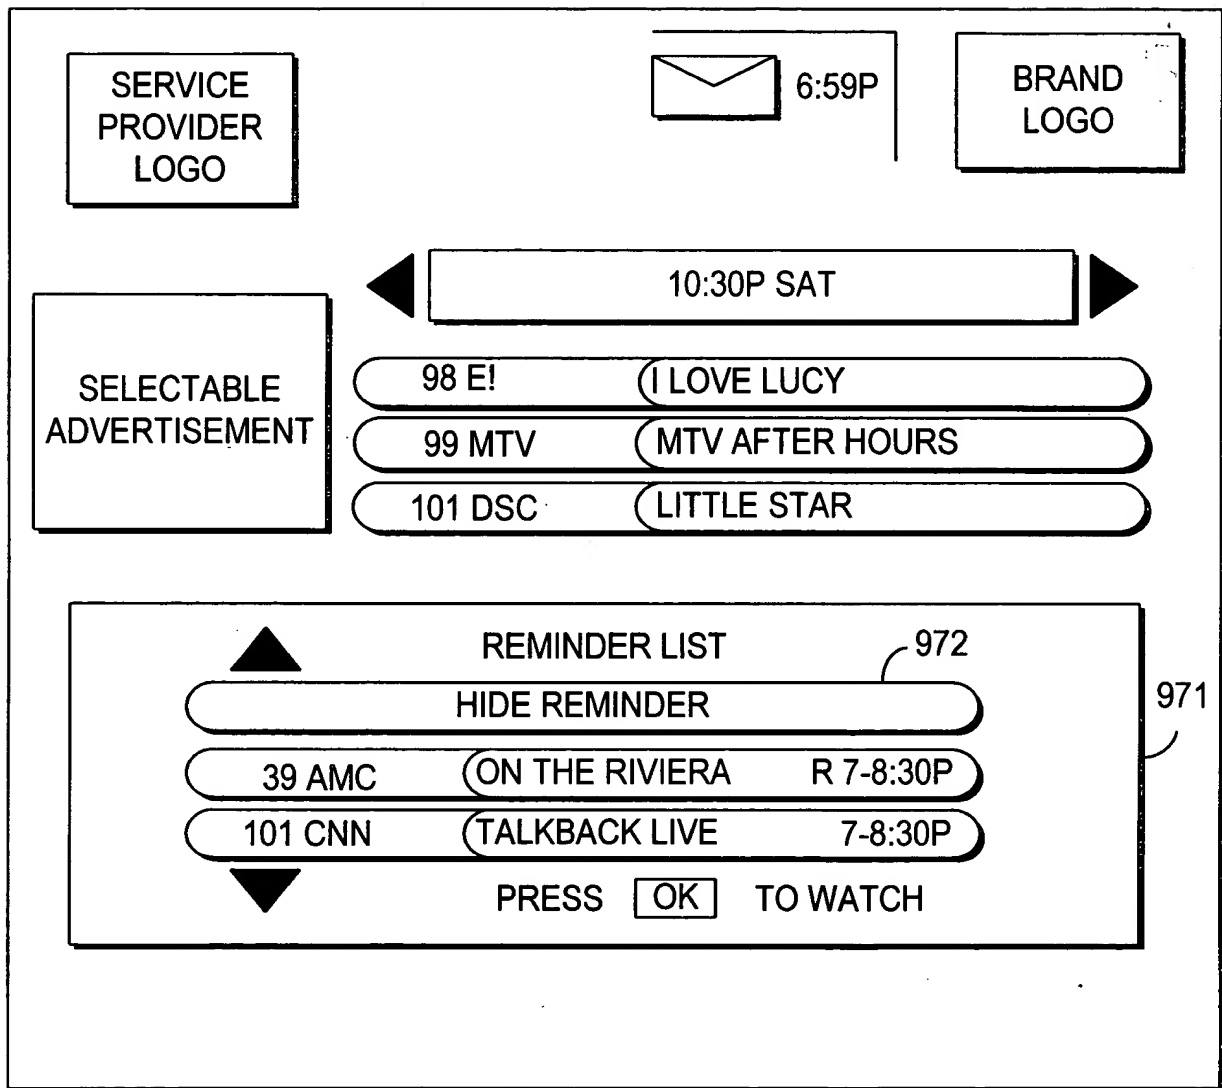 SERVICE
PROVIDER
LOGO
6:59P
BRAND
LOGO
10:30P SAT
SELECTABLE
ADVERTISEMENT
98 E! I LOVE LUCY
99 MTV MTV AFTER HOURS
101 DSC LITTLE STAR
REMINDER LIST
972
HIDE REMINDER
971
39 AMC ON THE RIVIERA R 7-8:30P
101 CNN TALKBACK LIVE 7-8:30P
PRESS OK TO WATCH